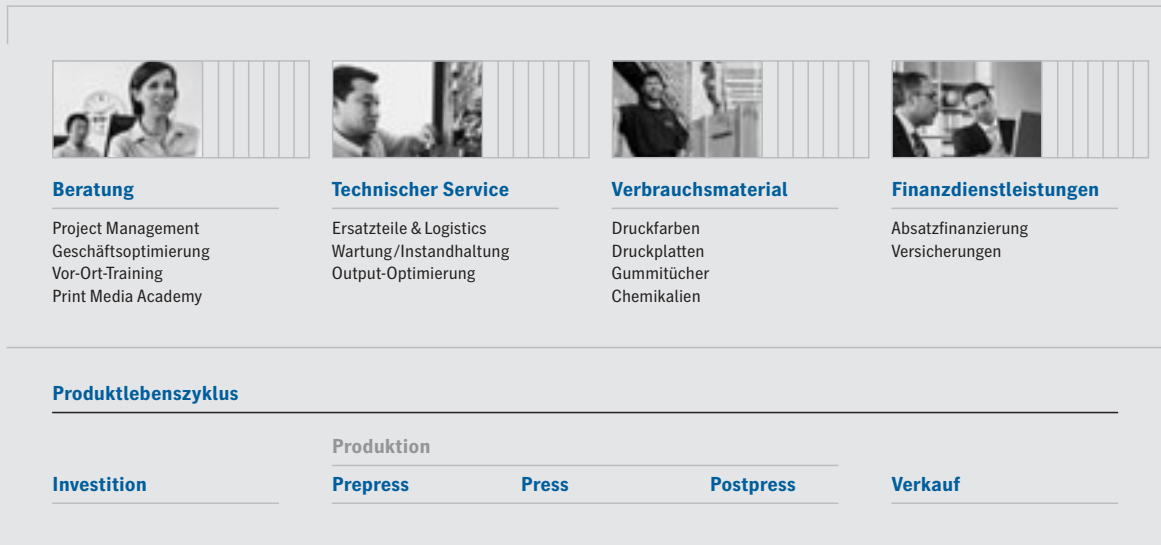 Beratung
Project Management
Geschäftsoptimierung
Vor-Ort-Training
Print Media Academy
Technischer Service
Ersatzteile & Logistics
Wartung/Instandhaltung
Output-Optimierung
Verbrauchsmaterial
Druckfarben
Druckplatten
Gummitücher
Chemikalien
Finanzdienstleistungen
Absatzfinanzierung
Versicherungen
Produktlebenszyklus
Produktion
Investition
Prepress
Press
Postpress
Verkauf